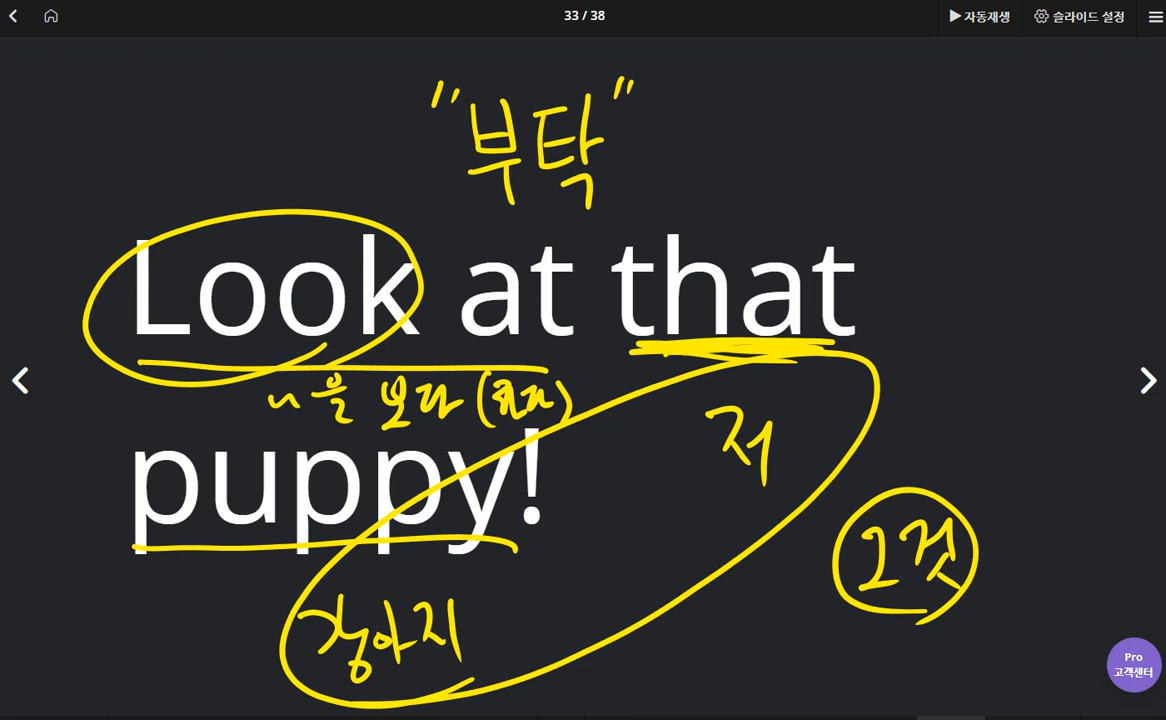 33 / 38
자동재생
슬라이드 설정
"부탁"
Look at that
~을 보다
저
puppy!
그것
강아지
Pro
고객센터